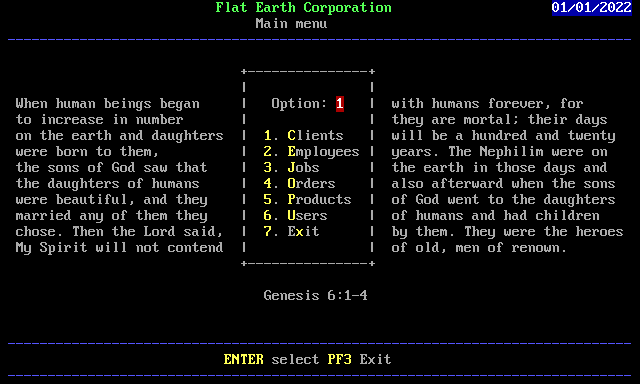 Flat Earth Corporation 01/01/2022
Main menu
When human beings began
to increase in number
on the earth and daughters
were born to them,
the sons of God saw that
the daughters of humans
were beautiful, and they
married any of them they
chose. Then the Lord said,
My Spirit will not contend
Option: 1
1. Clients
2. Employees
3. Jobs
4. Orders
5. Products
6. Users
7. Exit
with humans forever, for
they are mortal; their days
will be a hundred and twenty
years. The Nephilim were on
the earth in those days and
also afterward when the sons
of God went to the daughters
of humans and had children
by them. They were the heroes
of old, men of renown.
Genesis 6:1-4
ENTER select PF3 Exit